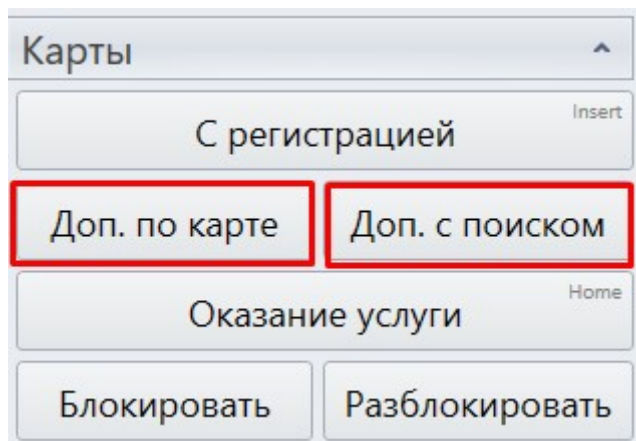 Карты
С регистрацией Insert
Доп. по карте Доп. с поиском
Оказание услуги Home
Блокировать Разблокировать